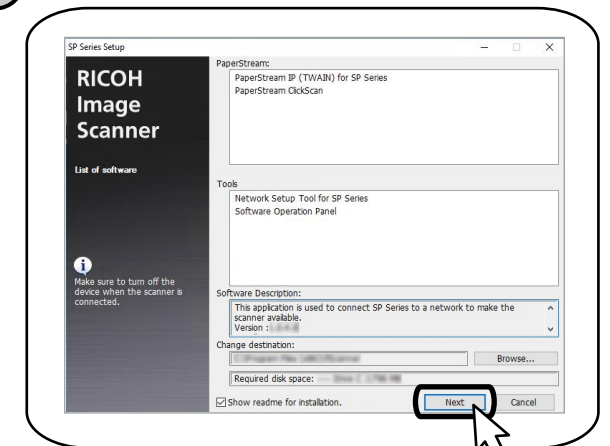 SP Series Setup
RICOH
Image
Scanner
List of software
Make sure to turn off the
device when the scanner is
connected.
PaperStream:
PaperStream IP (TWAIN) for SP Series
PaperStream ClickScan
Tools
Network Setup Tool for SP Series
Software Operation Panel
Software Description:
This application is used to connect SP Series to a network to make the
scanner available.
Version :
Change destination:
Browse...
Required disk space:
Show readme for installation.
Next
Cancel